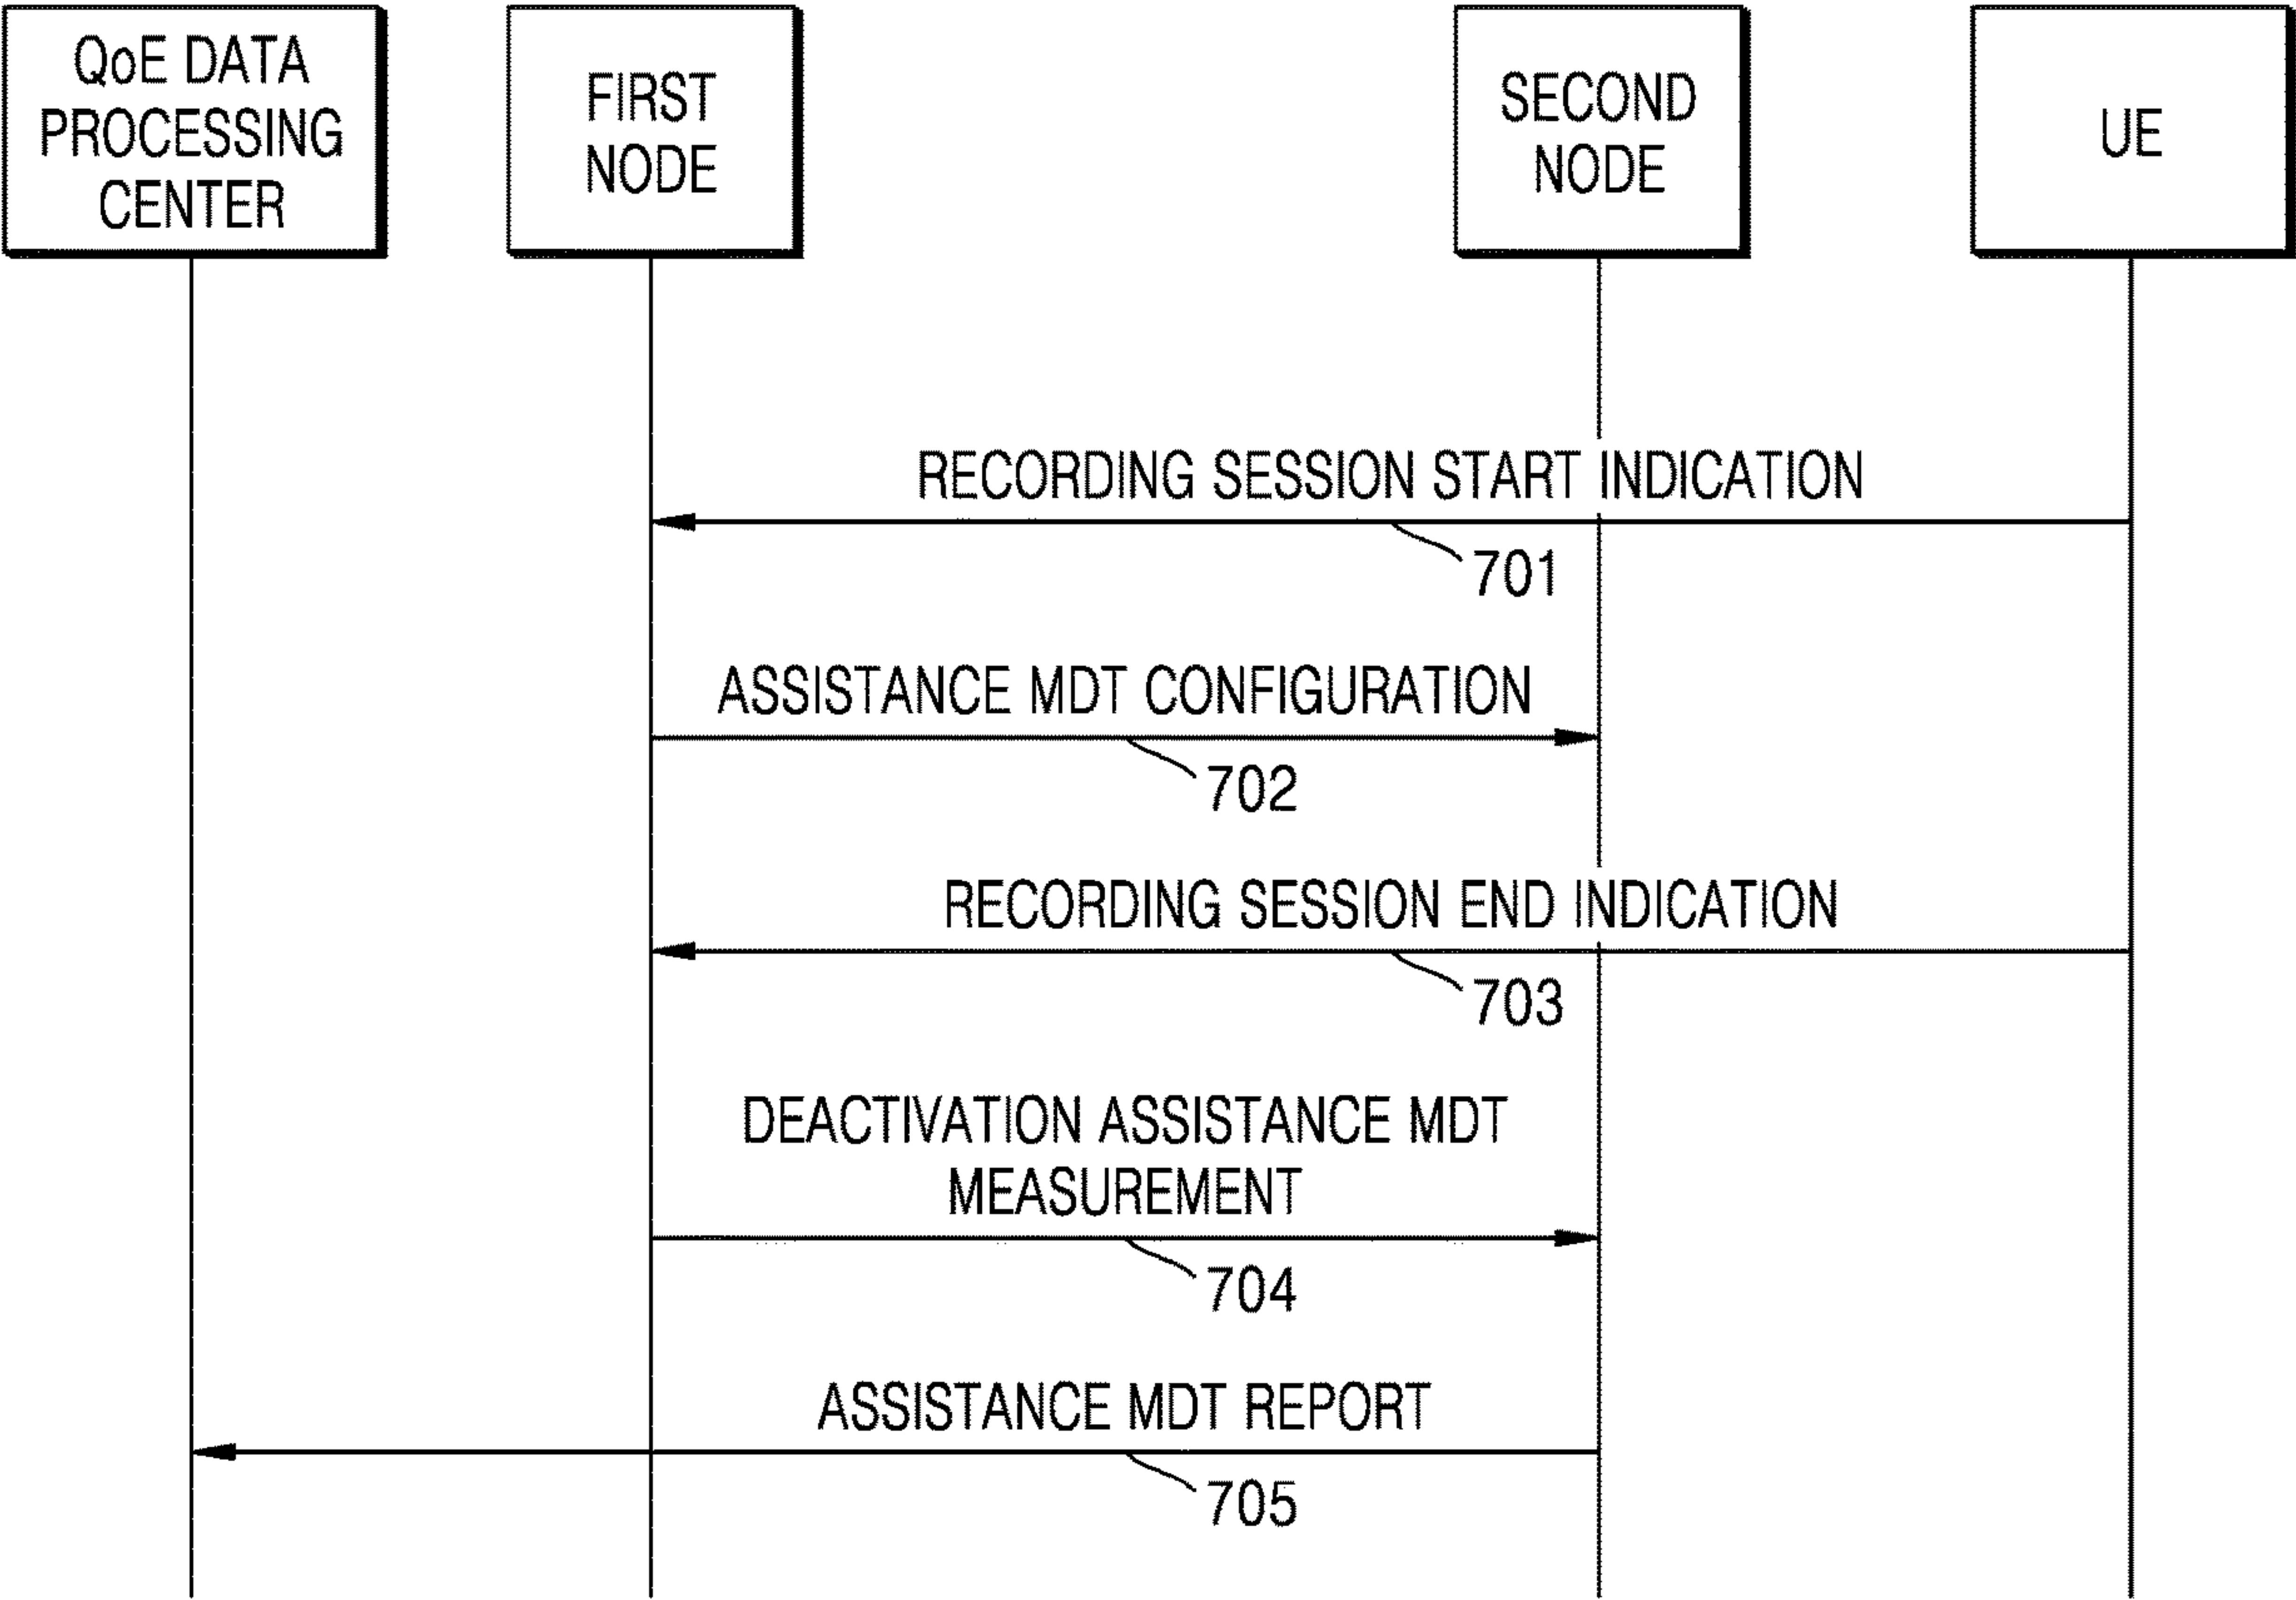 QoE DATA
PROCESSING
CENTER
FIRST
NODE
SECOND
NODE
UE
RECORDING SESSION START INDICATION
701
ASSISTANCE MDT CONFIGURATION
702
RECORDING SESSION END INDICATION
703
DEACTIVATION ASSISTANCE MDT
MEASUREMENT
704
ASSISTANCE MDT REPORT
705